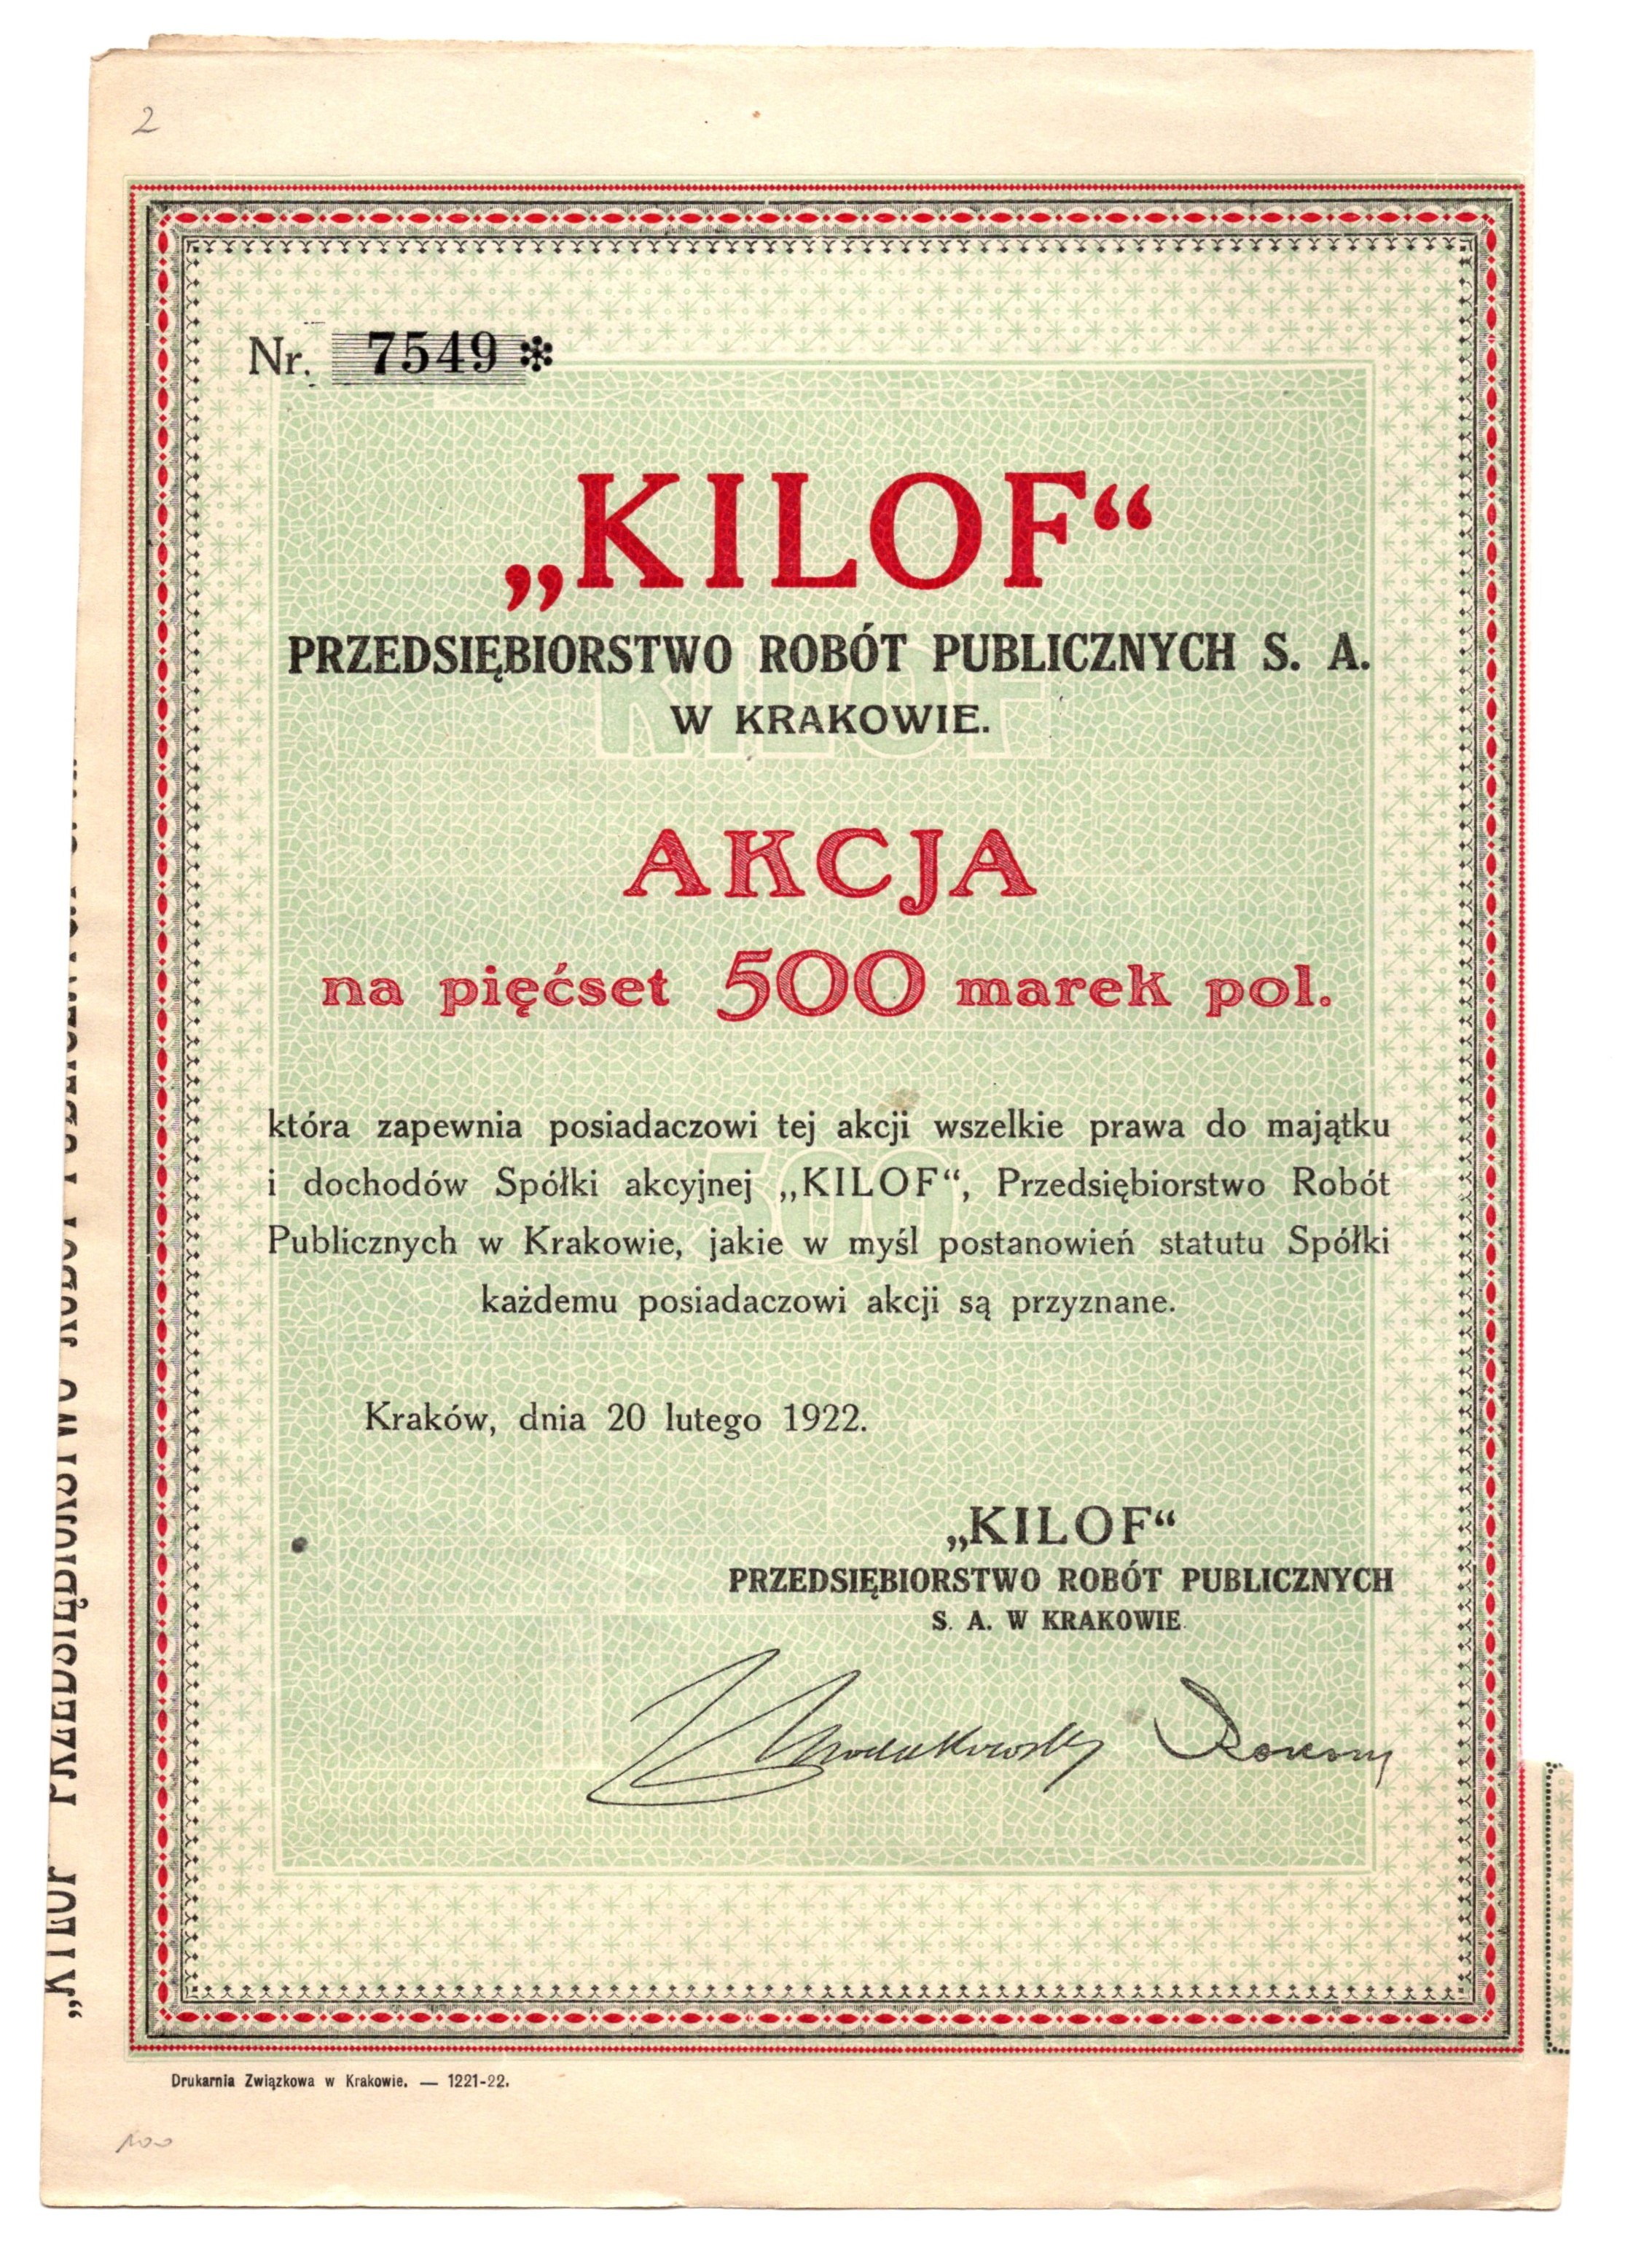 2
Nr. 7549
„KILOF“
PRZEDSIĘBIORSTWO ROBÓT PUBLICZNYCH S. A.
W KRAKOWIE.
AKCJA
na pięćset 500 marek pol.
która zapewnia posiadaczowi tej akcji wszelkie prawa do majątku
i dochodów Spółki akcyjnej „KILOF“, Przedsiębiorstwo Robót
Publicznych w Krakowie, jakie w myśl postanowień statutu Spółki
każdemu posiadaczowi akcji są przyznane.
Kraków, dnia 20 lutego 1922.
„KILOF“
PRZEDSIĘBIORSTWO ROBÓT PUBLICZNYCH
S. A. W KRAKOWIE
Drukarnia Związkowa w Krakowie. — 1221-22.
100
„KILOF PRZEDSIĘBIORSTWO ROBÓT
KILOF
500